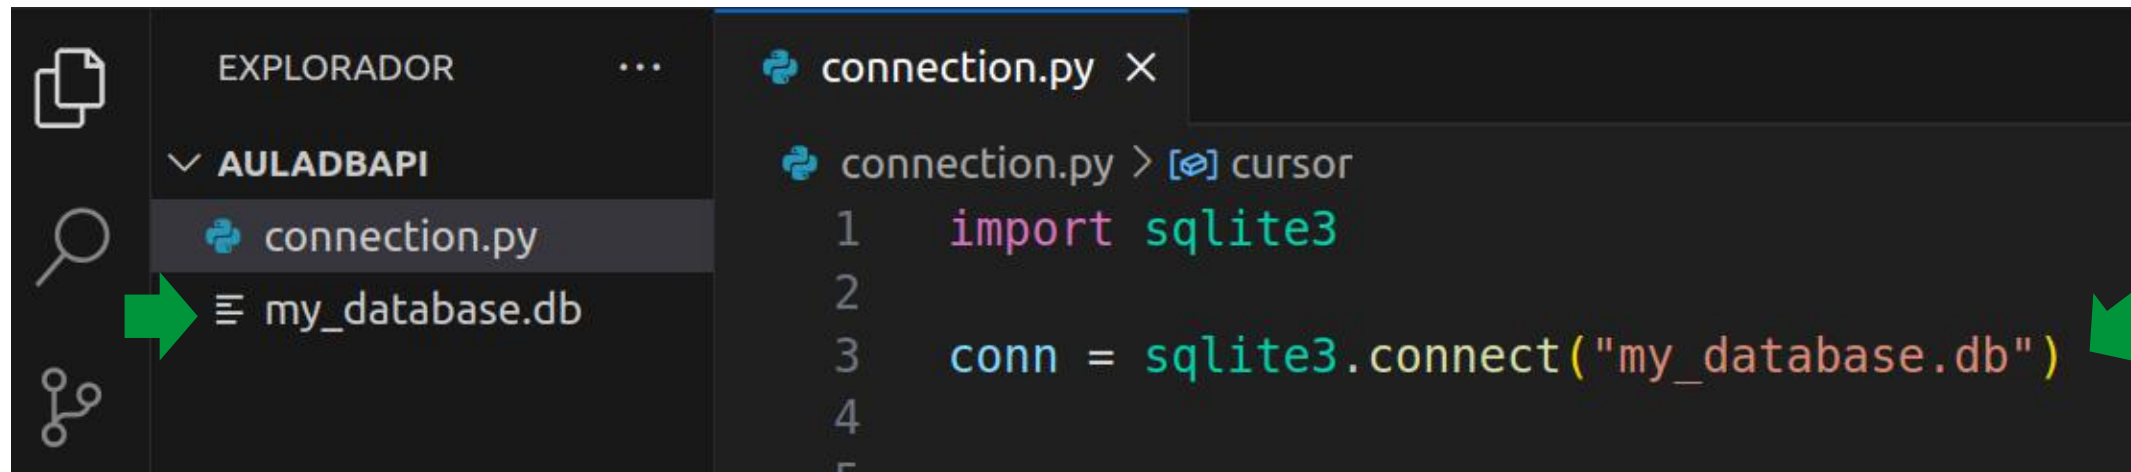 EXPLORADOR ...
AULADBAPI
connection.py
my_database.db
connection.py
connection.py > cursor
1 import sqlite3
2
3 conn = sqlite3.connect("my_database.db")
4